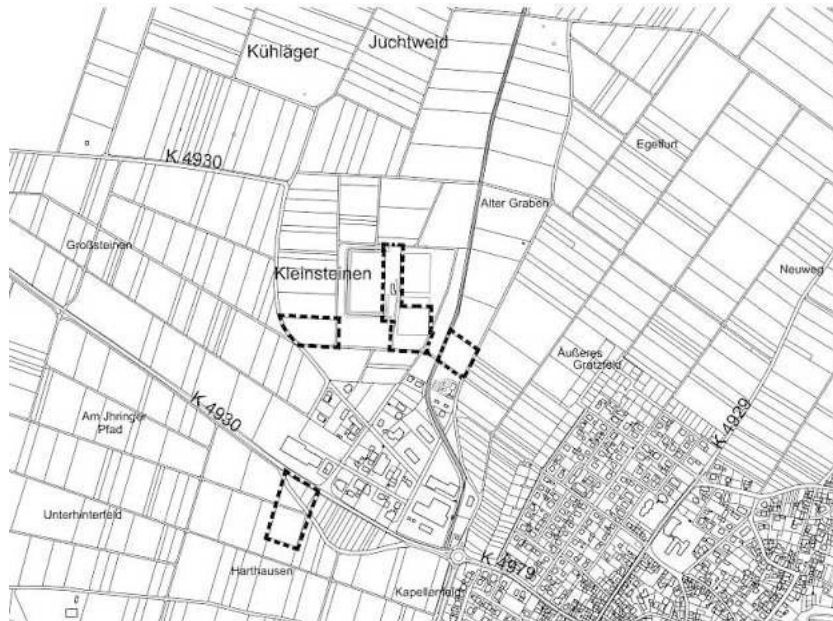 Juchtweid
Kühläger
K 4930
Egelfurt
Alter Graben
Großsteinen
Kleinsteinen
Neuweg
Äußeres
Gratzfeld
K 4930
Am Jhringer
Pfad
K 4929
Unterhinterfeld
Harthausen
K 4979
Kapellenfeld